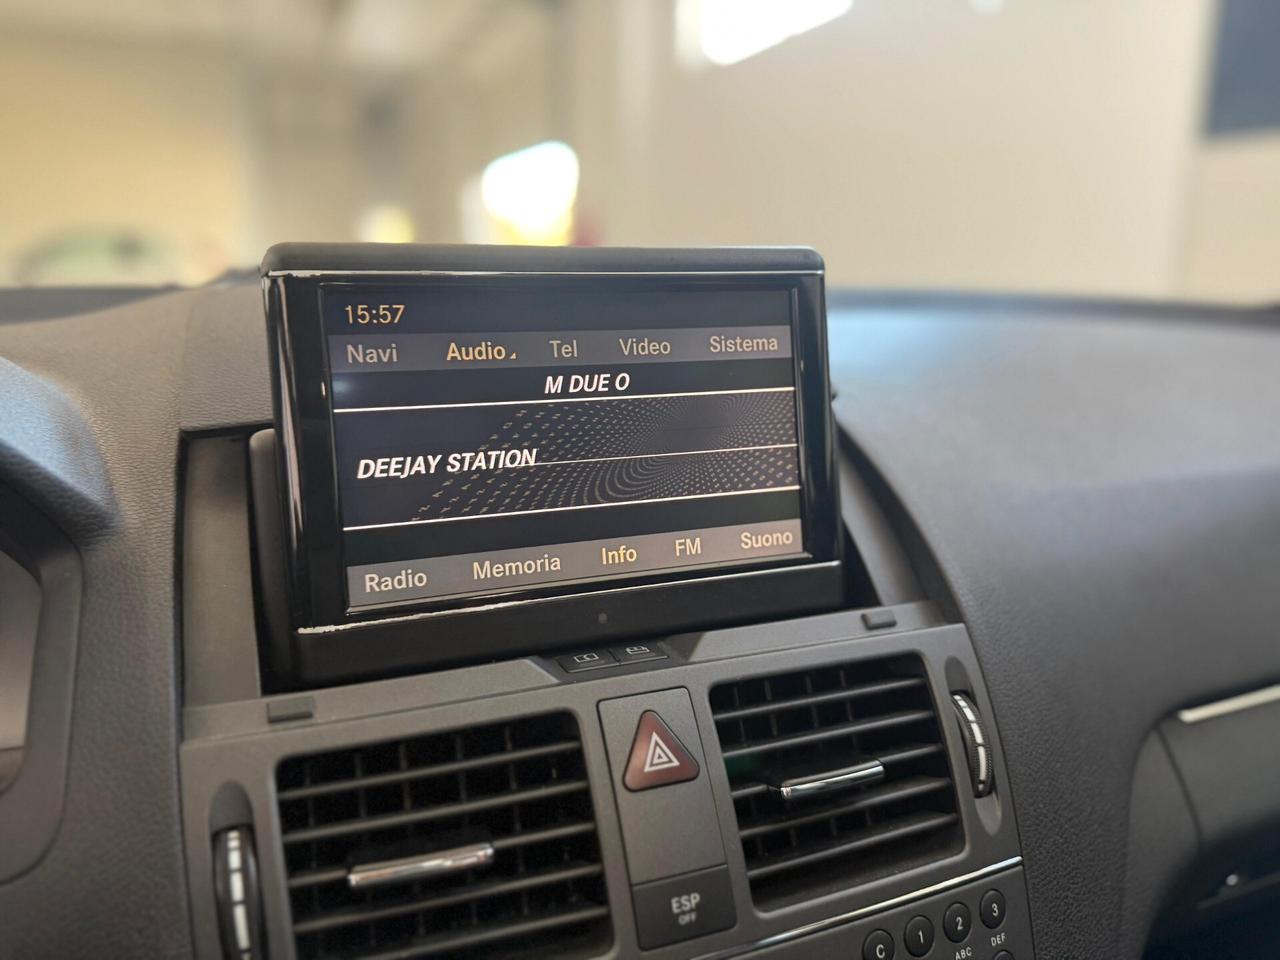 15:57
Navi Audio Tel Video Sistema
M DUE O
DEEJAY STATION
Radio Memoria Info FM Suono
ESP
OFF
C 1 2 3
ABC DEF